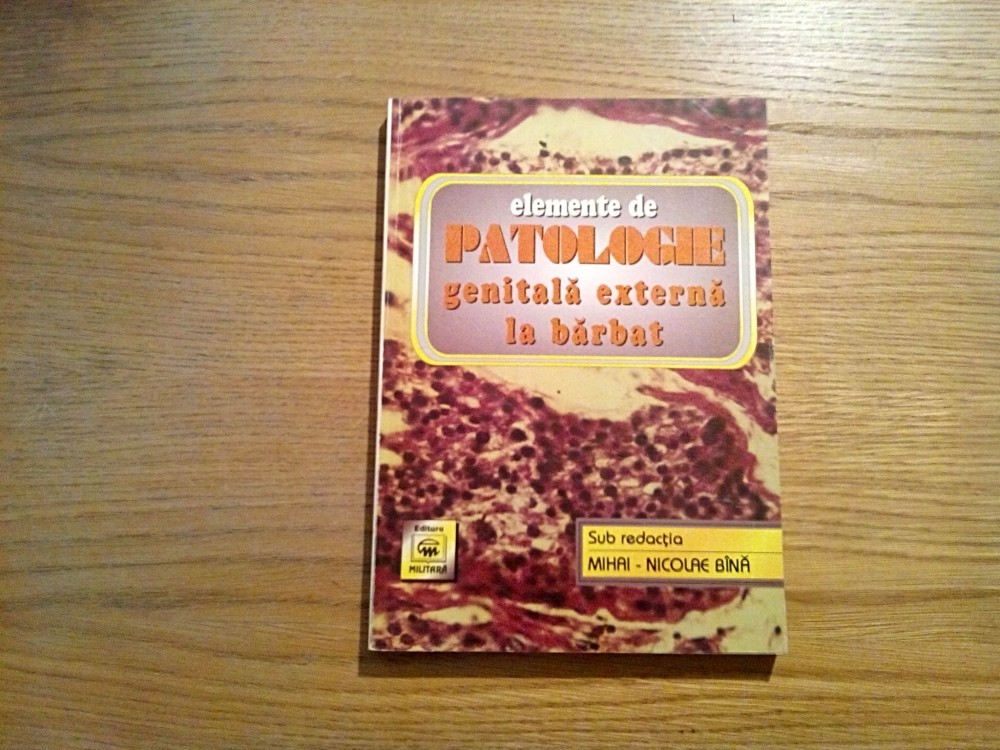 elemente de
PATOLOGIE
genitală externă
la bărbat
Editura
MILITARĂ
Sub redacția
MIHAI - NICOLAE BÎNĂ